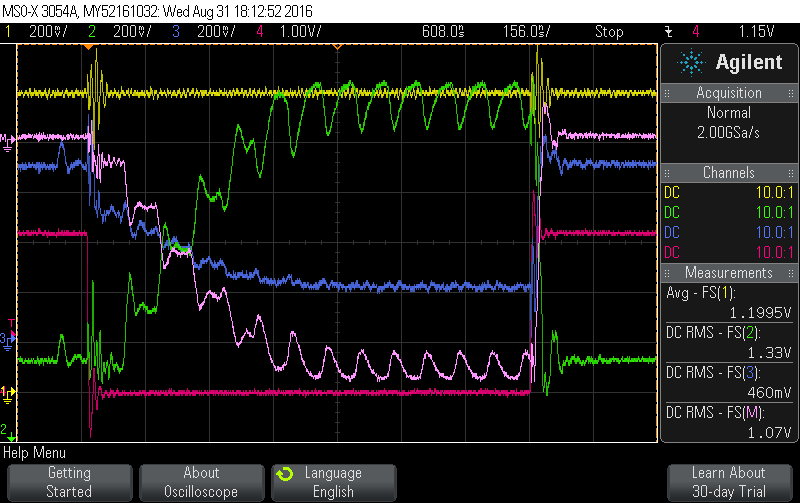 MSO-X 3054A, MY52161032: Wed Aug 31 18:12:52 2016
1 200V/ 2 200V/ 3 200V/ 4 1.00V/ 608.0s 156.0s/ Stop 4 1.15V
Agilent
Acquisition
Normal
2.00GSa/s
Channels
DC 10.0:1
DC 10.0:1
DC 10.0:1
DC 10.0:1
Measurements
Avg - FS(1):
1.1995V
DC RMS - FS(2):
1.33V
DC RMS - FS(3):
460mV
DC RMS - FS(M):
1.07V
M
T
3
1
2
Help Menu
Getting
Started
About
Oscilloscope
Language
English
Learn About
30-day Trial